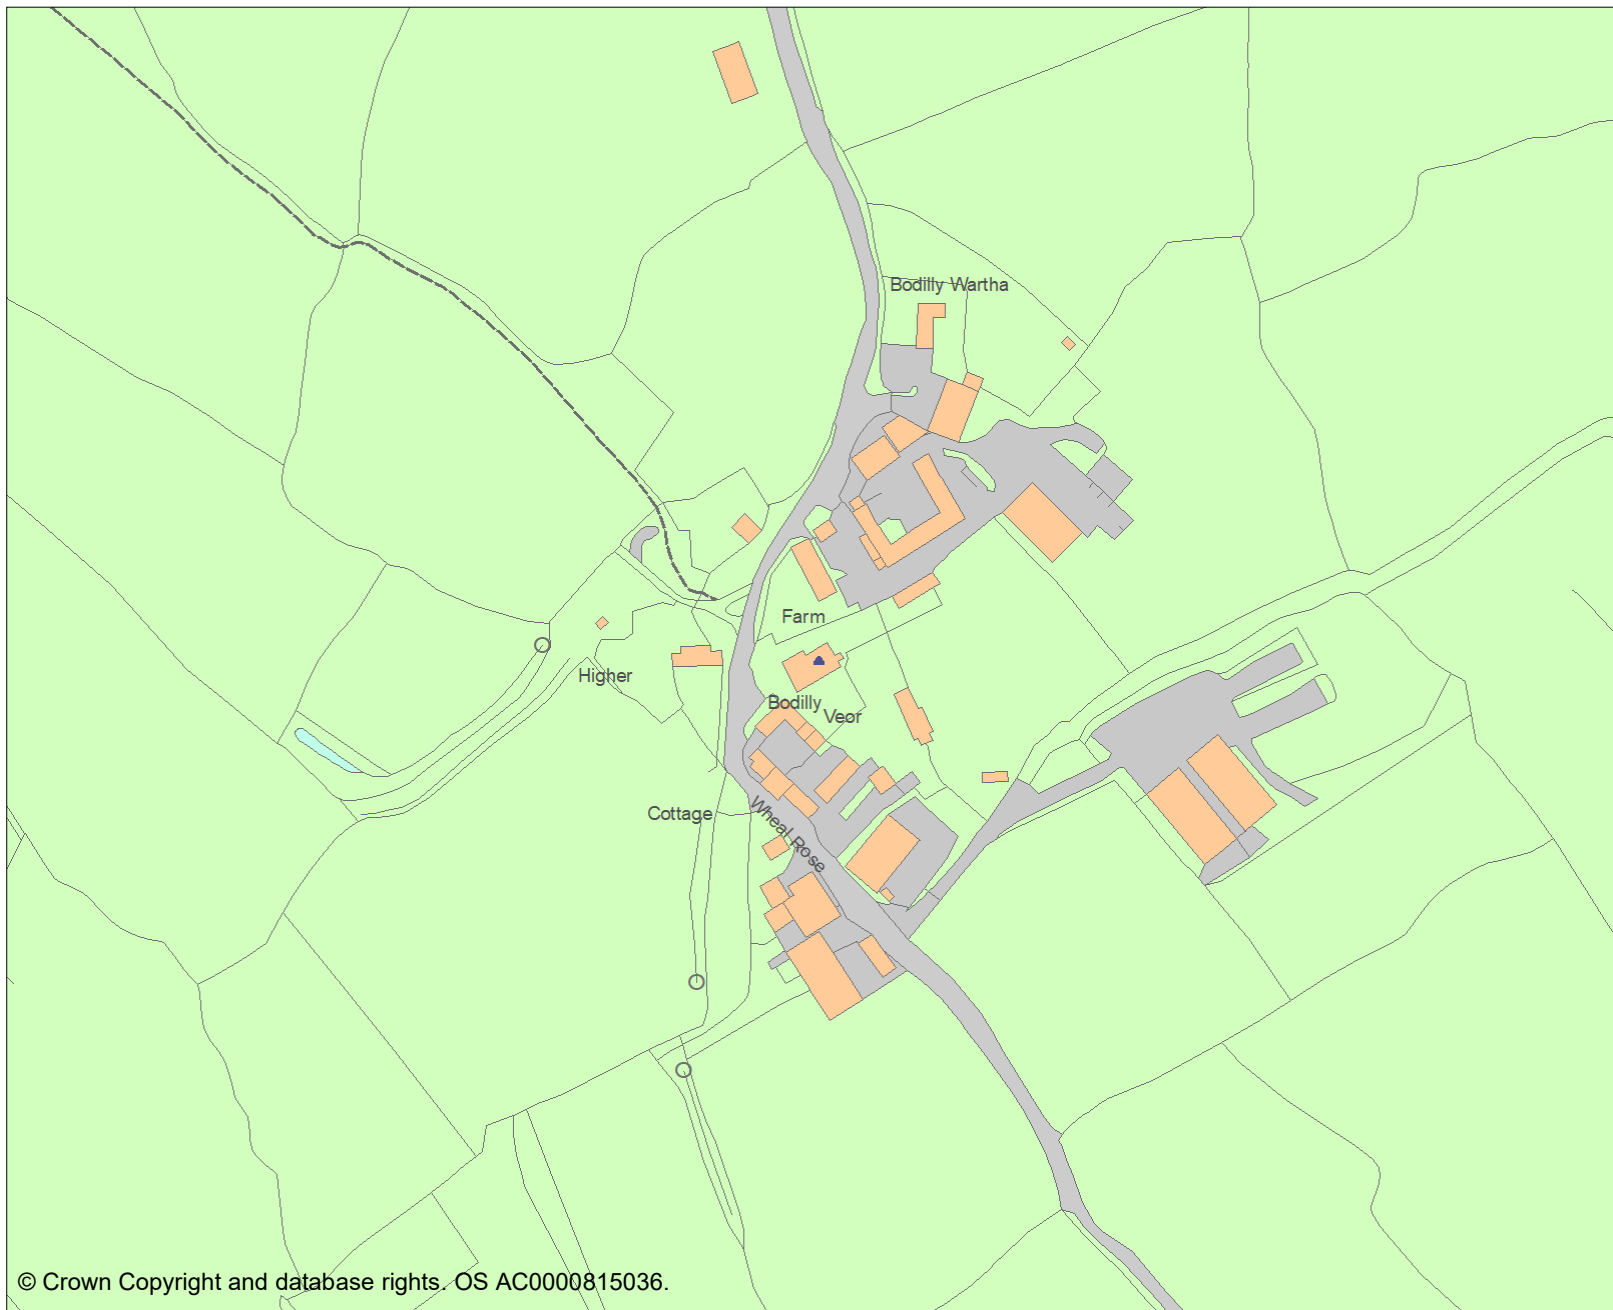 Bodilly Wartha
Farm
Higher
Bodilly
Veor
Cottage
Wheal Rose
© Crown Copyright and database rights. OS AC0000815036.